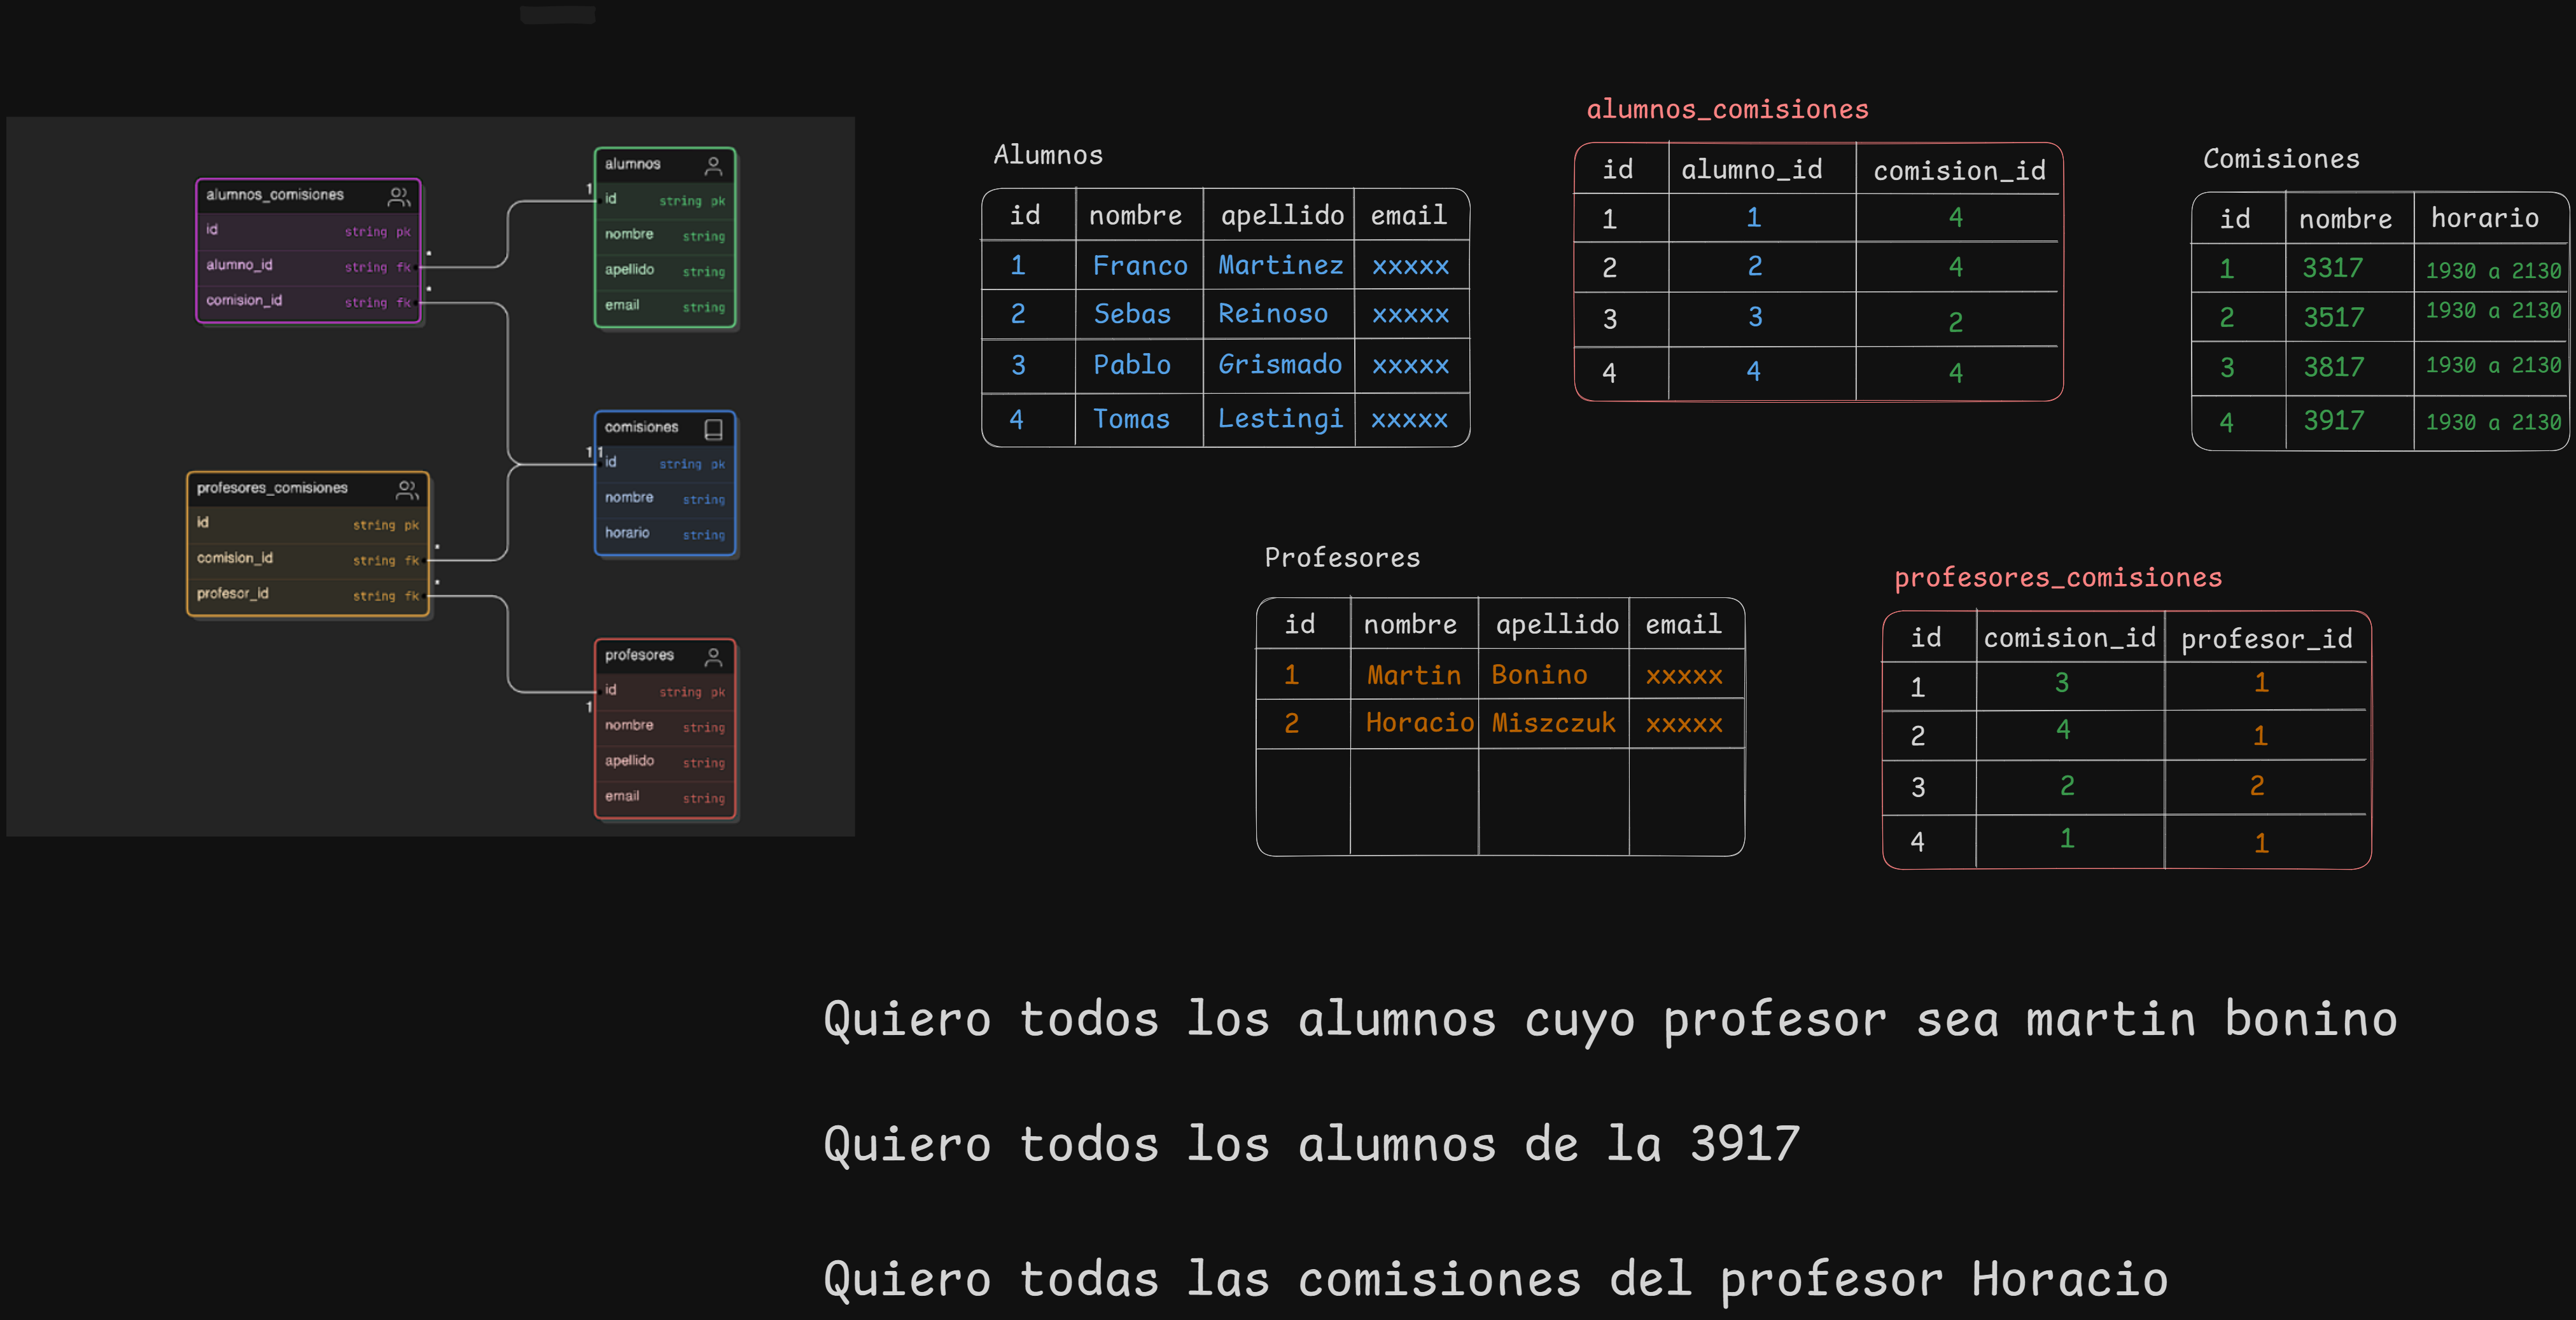 alumnos_comisiones
id string pk
alumno_id string fk
comision_id string fk
alumnos
1
id string pk
nombre string
apellido string
email string
comisiones
1 1
id string pk
nombre string
horario string
profesores_comisiones
id string pk
comision_id string fk
profesor_id string fk
profesores
id string pk
1
nombre string
apellido string
email string
Alumnos
id nombre apellido email
1 Franco Martinez xxxxx
2 Sebas Reinoso xxxxx
3 Pablo Grismado xxxxx
4 Tomas Lestingi xxxxx
alumnos_comisiones
id alumno_id comision_id
1 1 4
2 2 4
3 3 2
4 4 4
Comisiones
id nombre horario
1 3317 1930 a 2130
2 3517 1930 a 2130
3 3817 1930 a 2130
4 3917 1930 a 2130
Profesores
id nombre apellido email
1 Martin Bonino xxxxx
2 Horacio Miszczuk xxxxx
profesores_comisiones
id comision_id profesor_id
1 3 1
2 4 1
3 2 2
4 1 1
Quiero todos los alumnos cuyo profesor sea martin bonino
Quiero todos los alumnos de la 3917
Quiero todas las comisiones del profesor Horacio